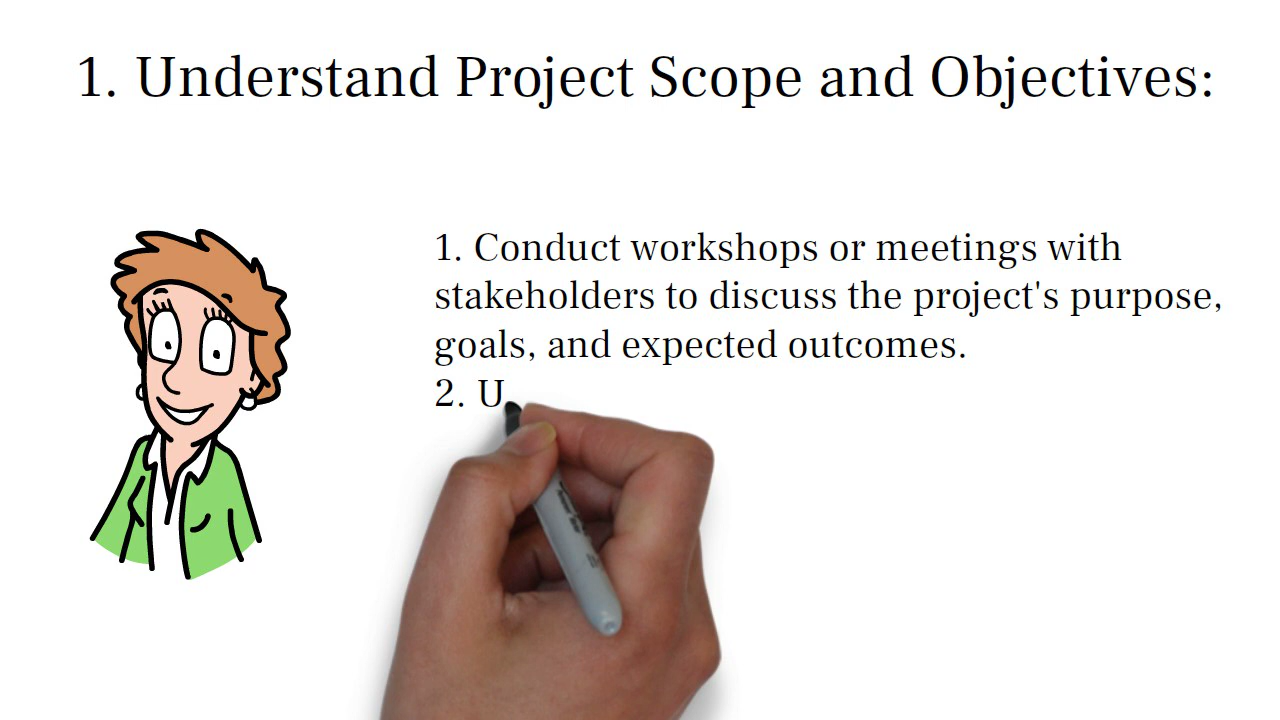 1. Understand Project Scope and Objectives:
1. Conduct workshops or meetings with
stakeholders to discuss the project's purpose,
goals, and expected outcomes.
2. U